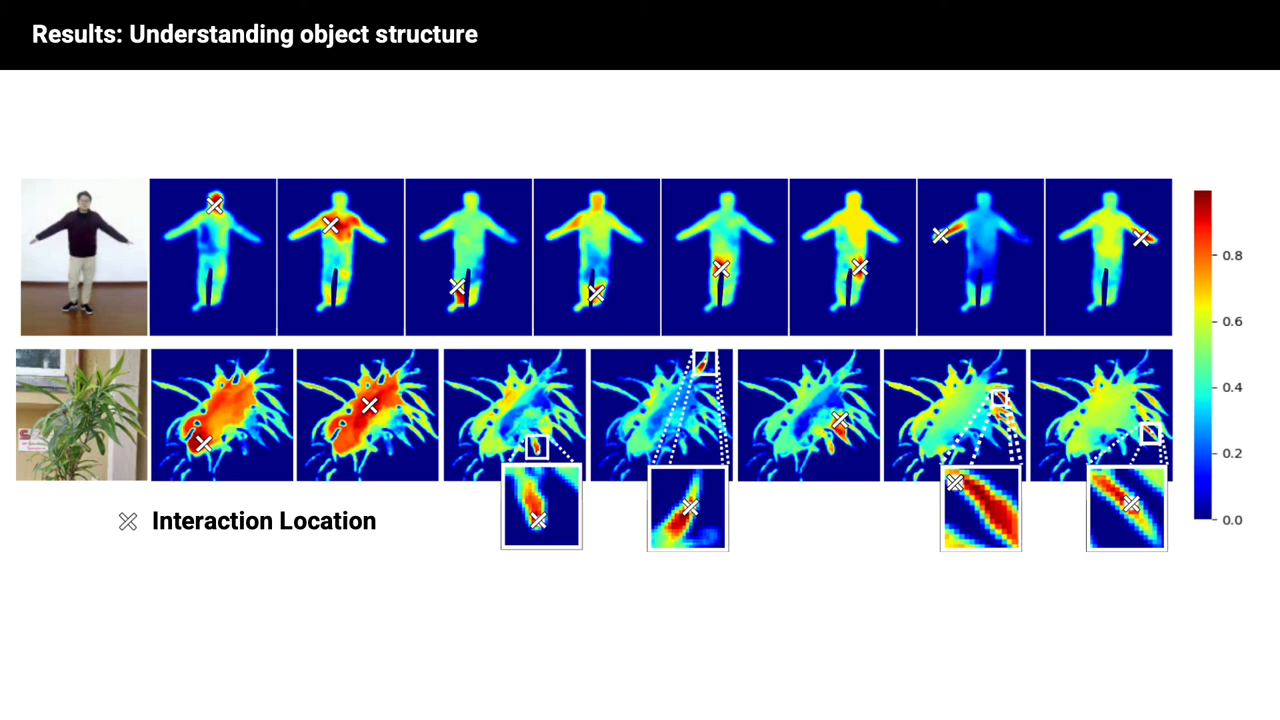 Results: Understanding object structure
0.8
0.6
0.4
0.2
0.0
Interaction Location